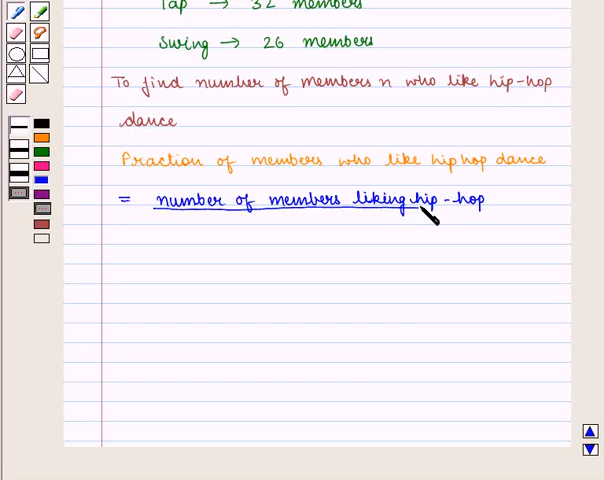 Tap → 32 members
Swing → 26 members
To find number of members n who like hip-hop
dance
Fraction of members who like hip hop dance
= number of members liking hip-hop